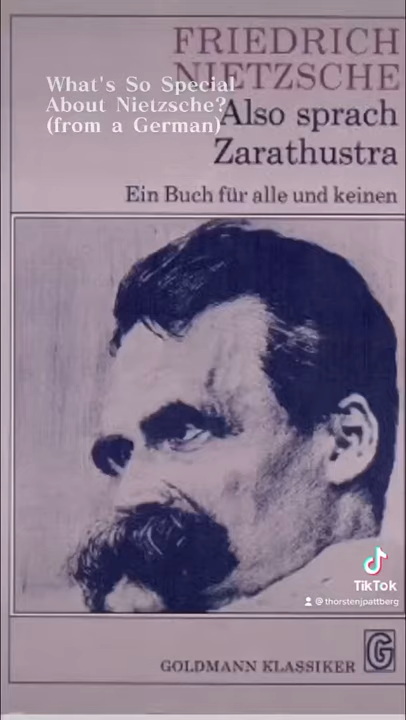 FRIEDRICH
NIETZSCHE
What's So Special
About Nietzsche?
(from a German)
Also sprach
Zarathustra
Ein Buch für alle und keinen
TikTok
@thorstenjpattberg
GOLDMANN KLASSIKER
G